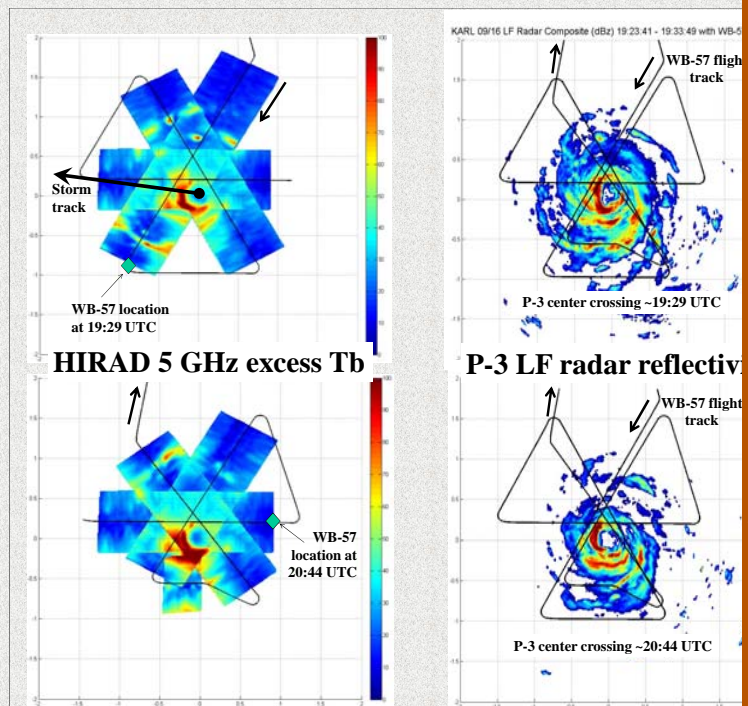 KARL 09/16 LF Radar Composite (dBz) 19:23:41 - 19:33:49 with WB-5
WB-57 fligh
track
Storm
track
WB-57 location
at 19:29 UTC
P-3 center crossing ~19:29 UTC
HIRAD 5 GHz excess Tb
P-3 LF radar reflectivi
WB-57 flight
track
WB-57
location at
20:44 UTC
P-3 center crossing ~20:44 UTC